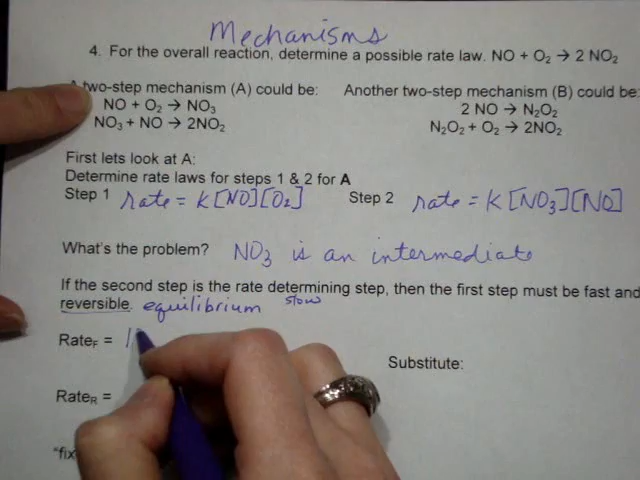 Mechanisms
4. For the overall reaction, determine a possible rate law. NO + O₂ → 2 NO₂
two-step mechanism (A) could be:
NO + O₂ → NO₃
NO₃ + NO → 2NO₂
Another two-step mechanism (B) could be:
2 NO → N₂O₂
N₂O₂ + O₂ → 2NO₂
First lets look at A:
Determine rate laws for steps 1 & 2 for A
Step 1 rate = K[NO][O₂] Step 2 rate = K[NO₃][NO]
What's the problem? NO₃ is an intermediate
If the second step is the rate determining step, then the first step must be fast and
reversible. equilibrium slow
Rate_F =
Substitute:
Rate_R =
"fix